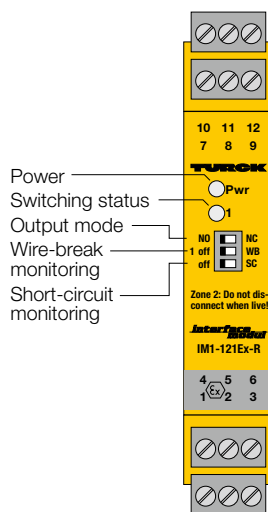 10 11 12
7 8 9
TURCK
Power
Pwr
Switching status
1
Output mode
NO NC
Wire-break
monitoring
1 off WB
off SC
Short-circuit
monitoring
Zone 2: Do not dis-
connect when live!
Interface
modul
IM1-121Ex-R
4 5 6
Ex
1 2 3